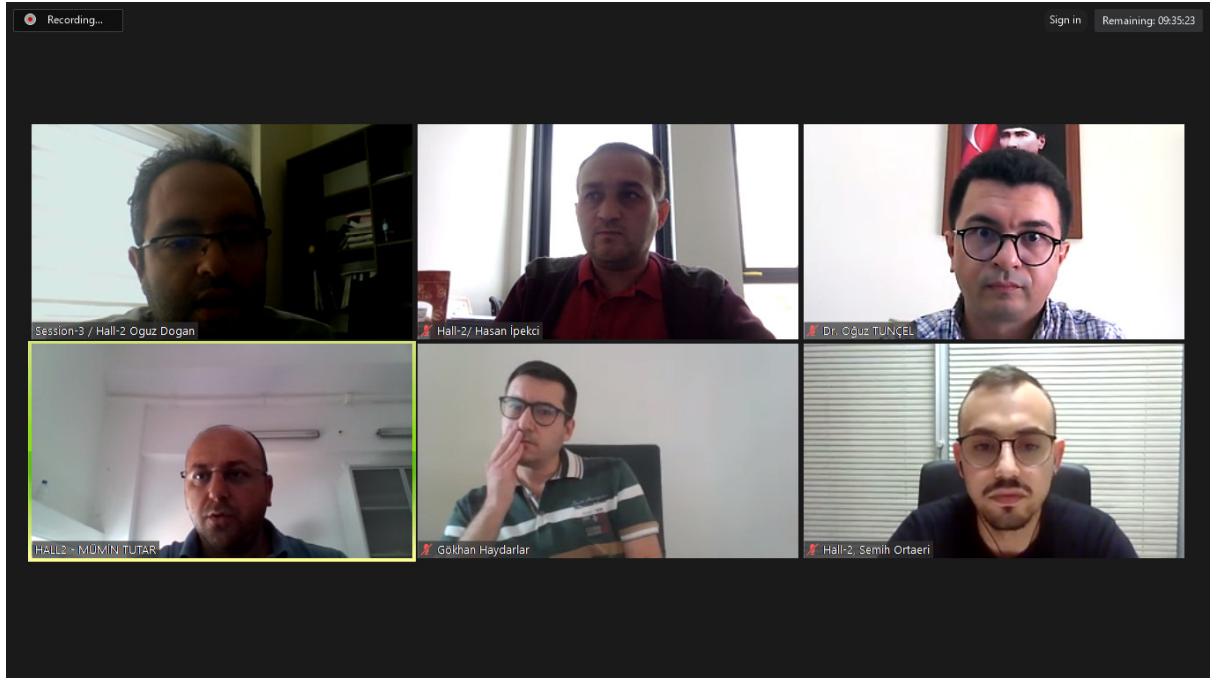 Recording...
Sign in
Remaining: 09:35:23
Session-3 / Hall-2 Oguz Dogan
Hall-2/ Hasan İpekci
Dr. Oğuz TUNÇEL
HALL2 - MÜMİN TUTAR
Gökhan Haydarlar
Hall-2, Semih Ortaeri